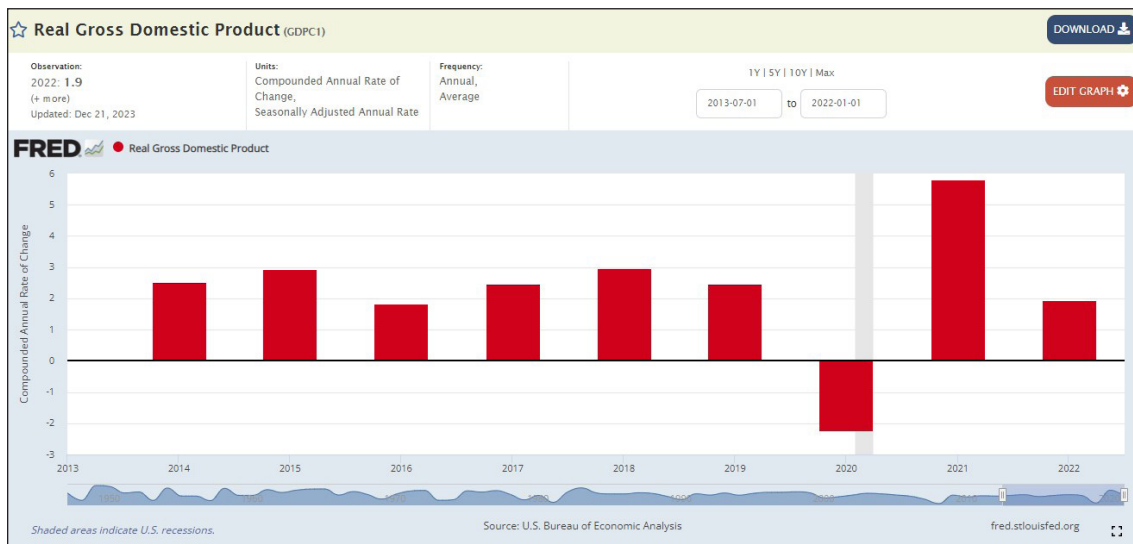 Real Gross Domestic Product (GDPC1)
DOWNLOAD
Observation:
2022: 1.9
(+ more)
Updated: Dec 21, 2023
Units:
Compounded Annual Rate of
Change,
Seasonally Adjusted Annual Rate
Frequency:
Annual,
Average
1Y | 5Y | 10Y | Max
2013-07-01 to 2022-01-01
EDIT GRAPH
FRED Real Gross Domestic Product
Compounded Annual Rate of Change
6
5
4
3
2
1
0
-1
-2
-3
2013 2014 2015 2016 2017 2018 2019 2020 2021 2022
Shaded areas indicate U.S. recessions.
Source: U.S. Bureau of Economic Analysis
fred.stlouisfed.org